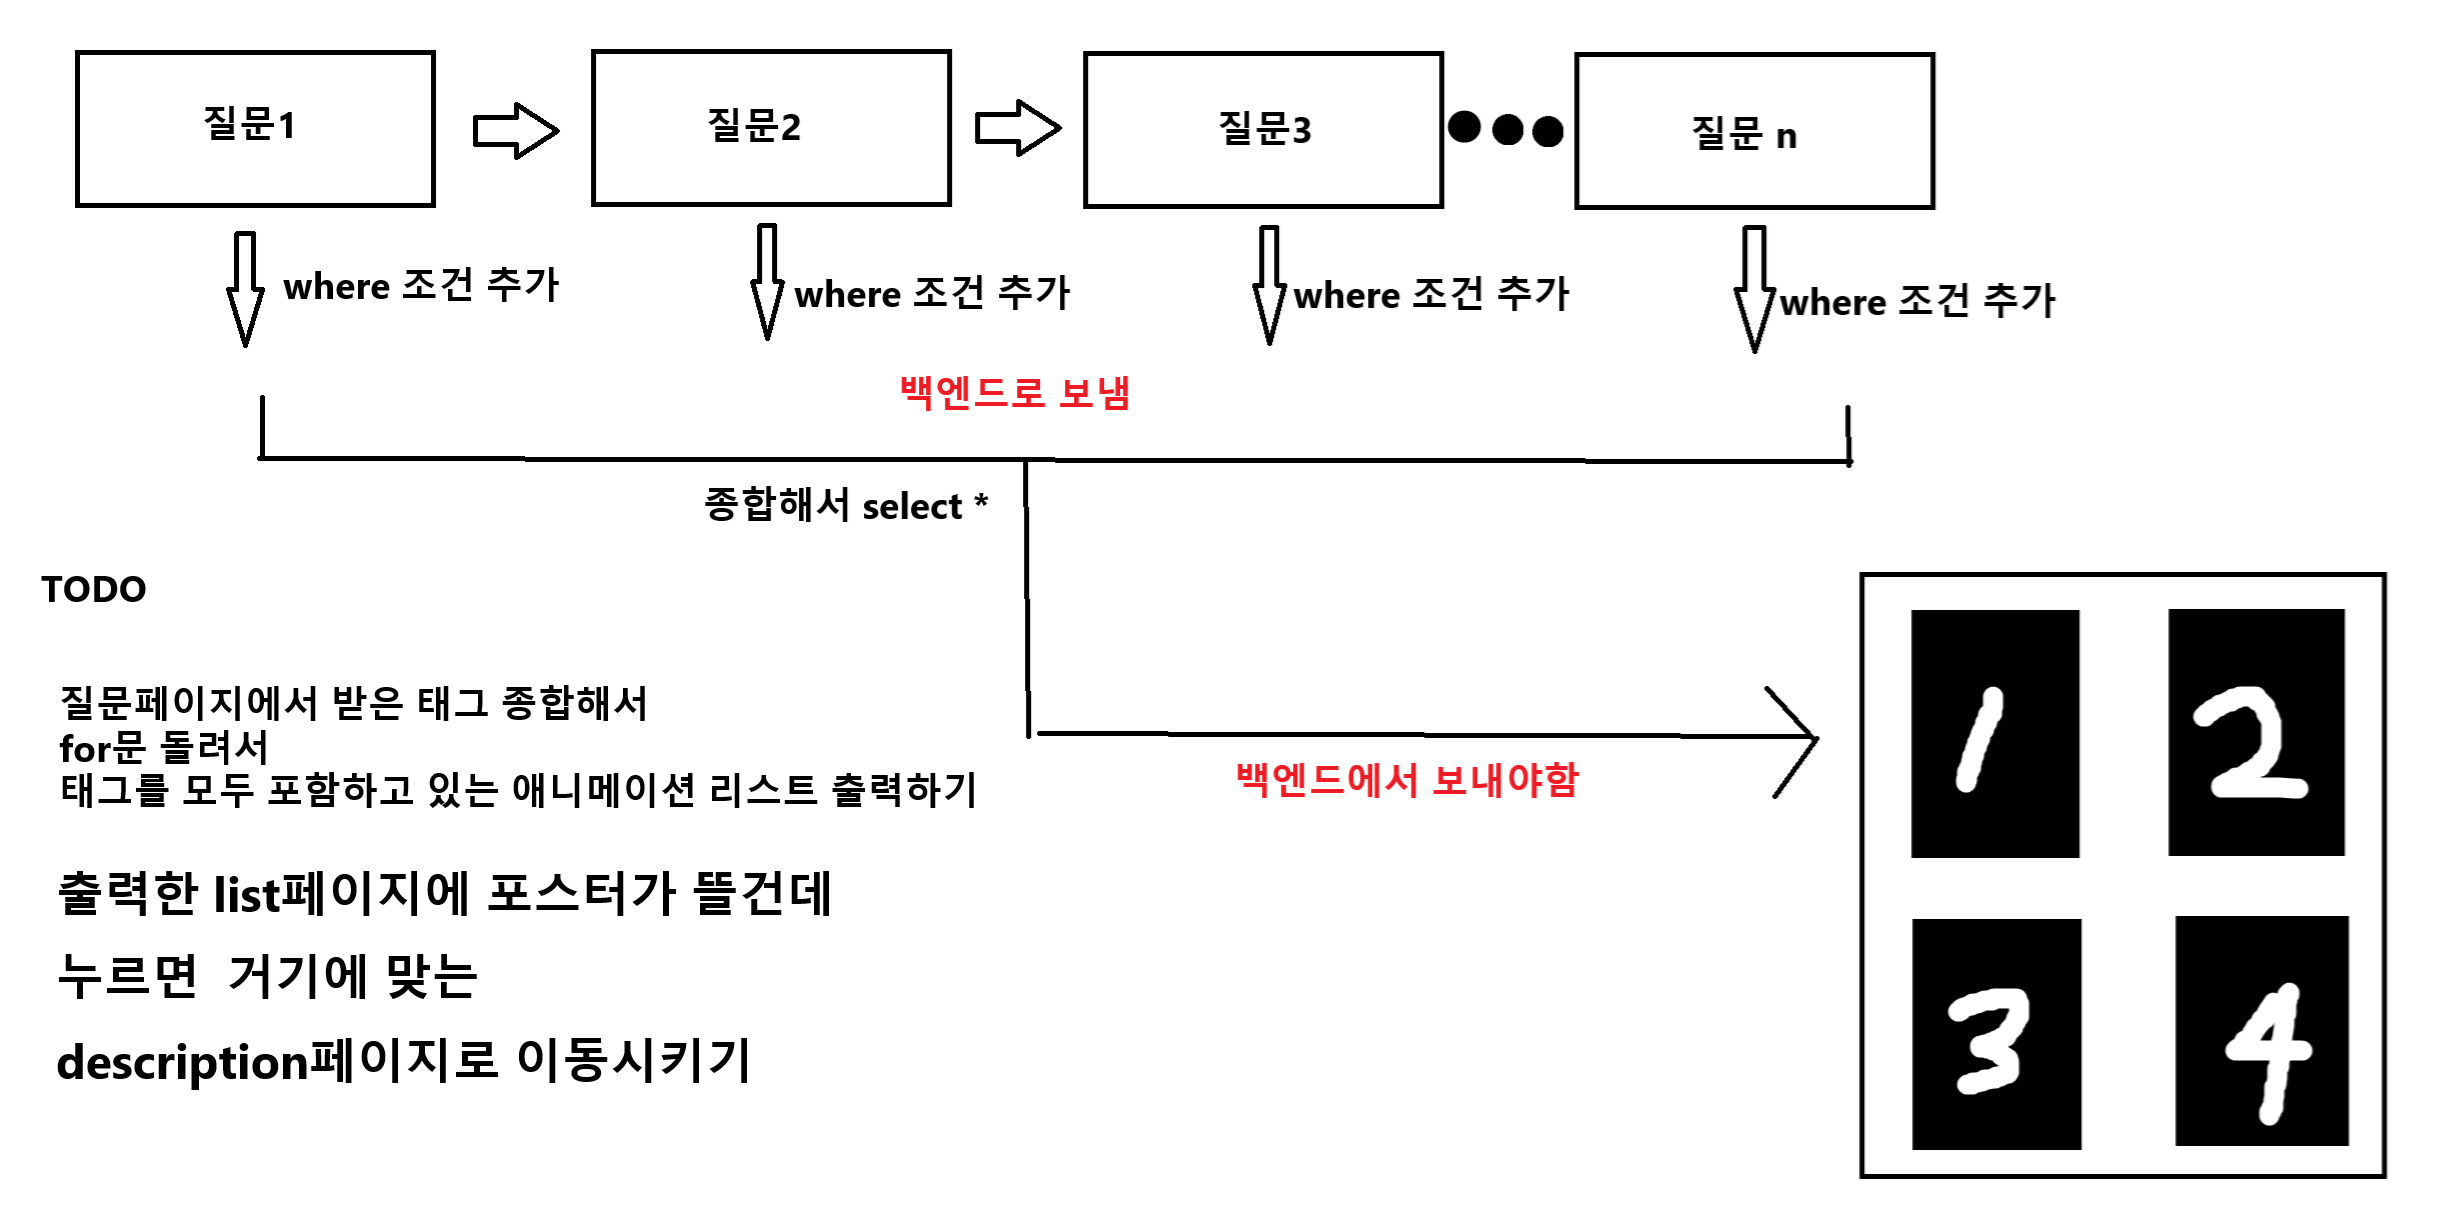 질문1
질문2
질문3
질문 n
where 조건 추가
where 조건 추가
where 조건 추가
where 조건 추가
백엔드로 보냄
종합해서 select *
TODO
질문페이지에서 받은 태그 종합해서
for문 돌려서
태그를 모두 포함하고 있는 애니메이션 리스트 출력하기
출력한 list페이지에 포스터가 뜰건데
누르면  거기에 맞는
description페이지로 이동시키기
백엔드에서 보내야함
1
2
3
4